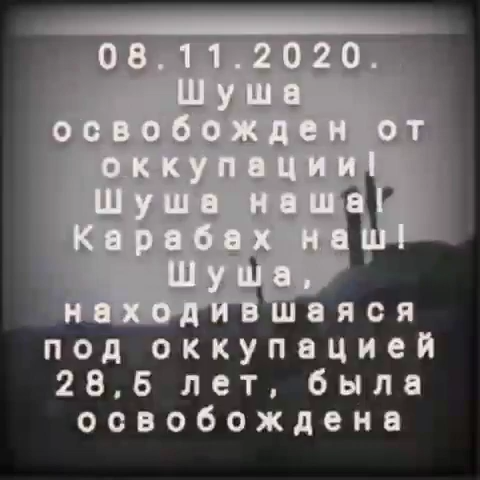 08.11.2020.
Шуша
освобожден от
оккупации!
Шуша наша!
Карабах наш!
Шуша,
находившаяся
под оккупацией
28,5 лет, была
освобождена